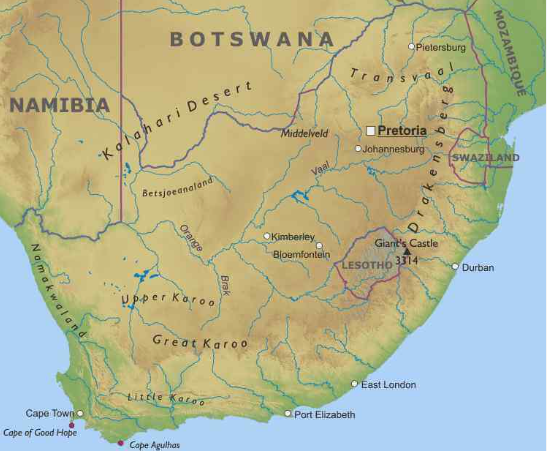 BOTSWANA
MOZAMBIQUE
Pietersburg
Transvaal
NAMIBIA
Kalahari Desert
Middelveld
Pretoria
Johannesburg
Drakensberg
SWAZILAND
Vaal
Betsjoeanaland
Orange
Kimberley
Bloemfontein
Giant's Castle
3314
LESOTHO
Durban
Namakwaland
Brak
Upper Karoo
Great Karoo
Little Karoo
East London
Cape Town
Port Elizabeth
Cape of Good Hope
Cape Agulhas